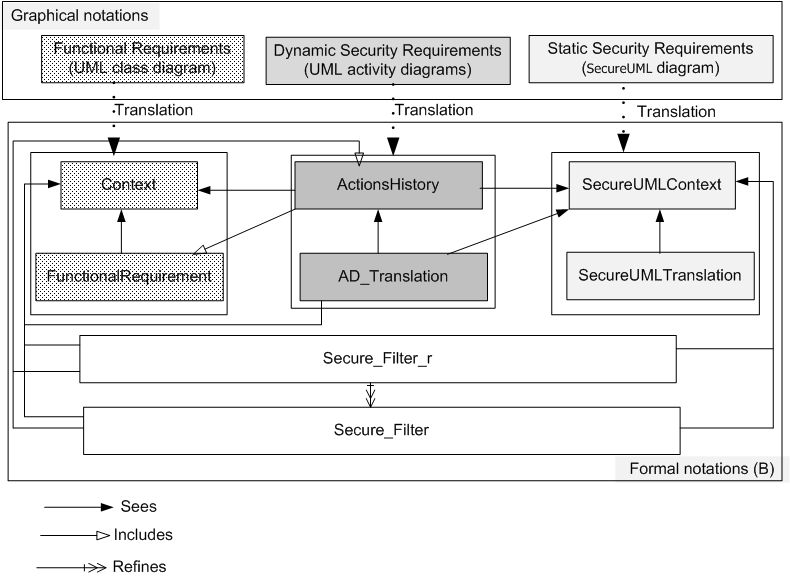 Graphical notations
Functional Requirements
(UML class diagram)
Dynamic Security Requirements
(UML activity diagrams)
Static Security Requirements
(SecureUML diagram)
Translation
Translation
Translation
Context
ActionsHistory
SecureUMLContext
FunctionalRequirement
AD_Translation
SecureUMLTranslation
Secure_Filter_r
Secure_Filter
Formal notations (B)
Sees
Includes
Refines